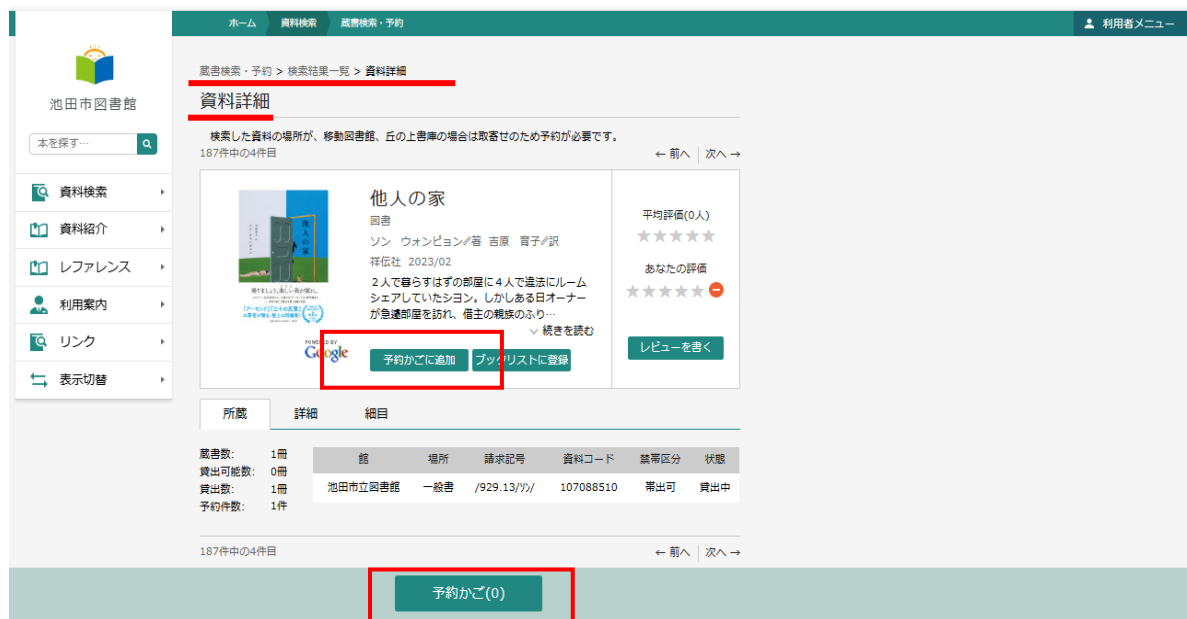 ホーム 資料検索 蔵書検索・予約 利用者メニュー
池田市図書館
本を探す…
資料検索
資料紹介
レファレンス
利用案内
リンク
表示切替
蔵書検索・予約 > 検索結果一覧 > 資料詳細
資料詳細
検索した資料の場所が、移動図書館、丘の上書庫の場合は取寄せのため予約が必要です。
187件中の4件目 ← 前へ 次へ →
他人の家
図書
ソン ウォンピョン∥著 吉原 育子∥訳
祥伝社 2023/02
２人で暮らすはずの部屋に４人で違法にルーム
シェアしていたシヨン。しかしある日オーナー
が急遽部屋を訪れ、借主の親族のふり…
続きを読む
他人の家
POWERED BY
Google
予約かごに追加 ブックリストに登録
平均評価(0人)
★★★★★
あなたの評価
★★★★★
レビューを書く
所蔵 詳細 細目
蔵書数: 1冊
貸出可能数: 0冊
貸出数: 1冊
予約件数: 1件
館 場所 請求記号 資料コード 禁帯区分 状態
池田市立図書館 一般書 /929.13/ｿﾝ/ 107088510 帯出可 貸出中
187件中の4件目 ← 前へ 次へ →
予約かご(0)